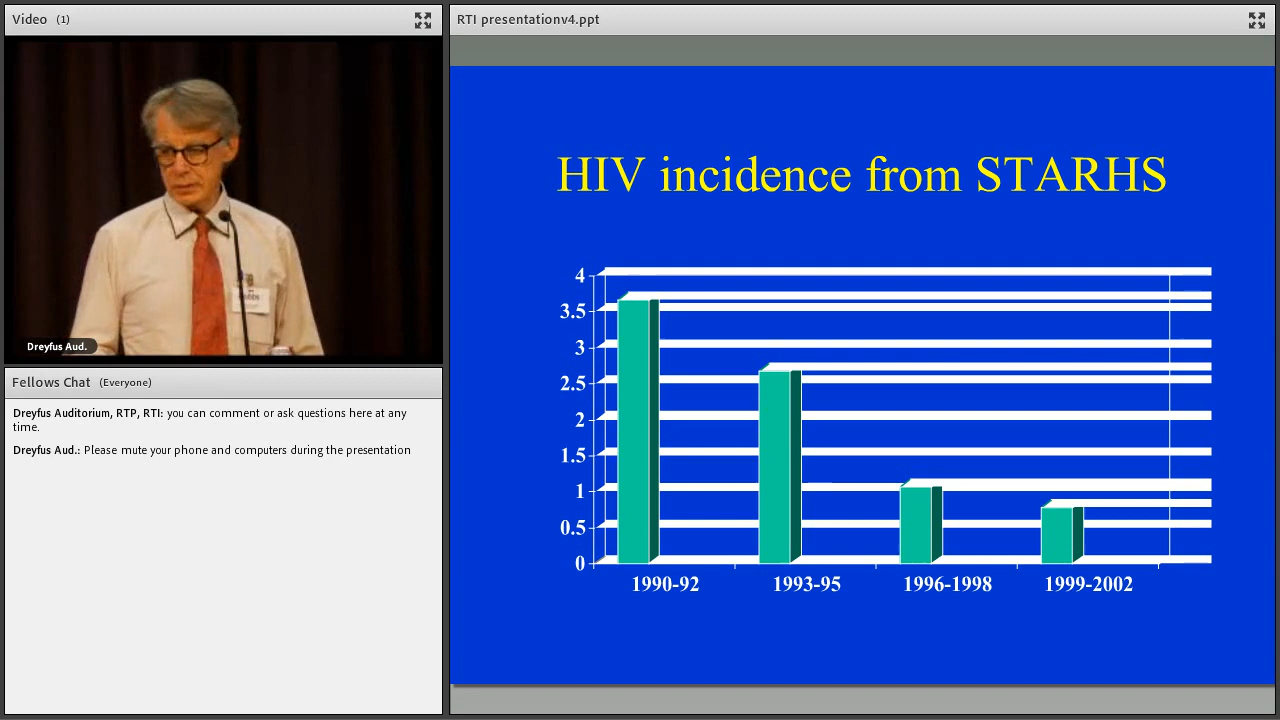 Video (1)
Dreyfus Aud.
Fellows Chat (Everyone)
Dreyfus Auditorium, RTP, RTI: you can comment or ask questions here at any
time.
Dreyfus Aud.: Please mute your phone and computers during the presentation
RTI presentationv4.ppt
HIV incidence from STARHS
4
3.5
3
2.5
2
1.5
1
0.5
0
1990-92 1993-95 1996-1998 1999-2002